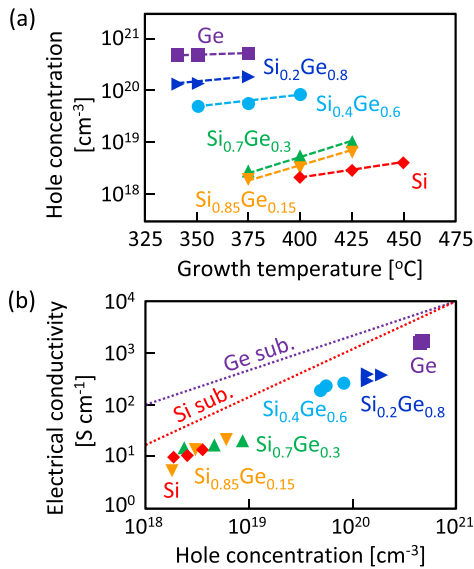 (a)
Hole concentration
[cm-3]
10²¹
10²⁰
10¹⁹
10¹⁸
Ge
Si₀.₂Ge₀.₈
Si₀.₄Ge₀.₆
Si₀.₇Ge₀.₃
Si₀.₈₅Ge₀.₁₅
Si
325 350 375 400 425 450 475
Growth temperature [°C]
(b)
Electrical conductivity
[S cm⁻¹]
10⁴
10³
10²
10¹
10⁰
Ge sub.
Si sub.
Ge
Si₀.₄Ge₀.₆
Si₀.₂Ge₀.₈
Si₀.₇Ge₀.₃
Si₀.₈₅Ge₀.₁₅
Si
10¹⁸ 10¹⁹ 10²⁰ 10²¹
Hole concentration [cm⁻³]